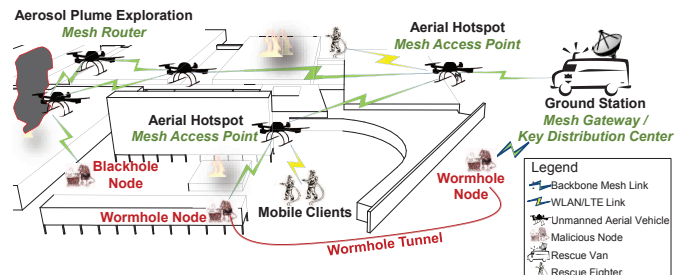 Aerosol Plume Exploration
Mesh Router
Aerial Hotspot
Mesh Access Point
Ground Station
Mesh Gateway /
Key Distribution Center
Aerial Hotspot
Mesh Access Point
Blackhole
Node
Wormhole Node
Mobile Clients
Wormhole
Node
Wormhole Tunnel
Legend
Backbone Mesh Link
WLAN/LTE Link
Unmanned Aerial Vehicle
Malicious Node
Rescue Van
Rescue Fighter